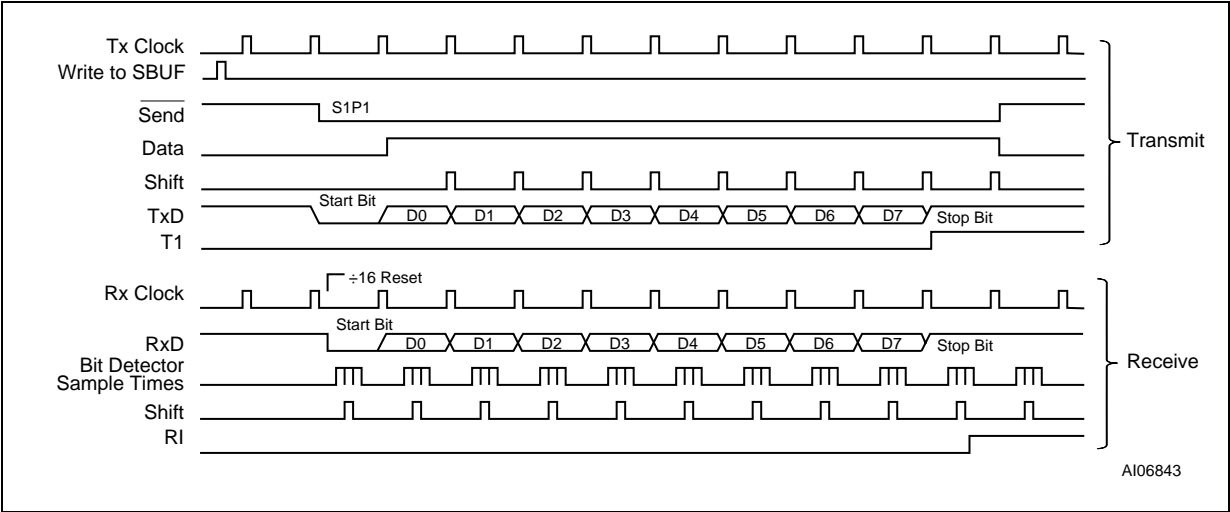 Tx Clock
Write to SBUF
Send
S1P1
Data
Transmit
Shift
Start Bit
TxD
D0 D1 D2 D3 D4 D5 D6 D7 Stop Bit
T1
÷16 Reset
Rx Clock
Start Bit
RxD
D0 D1 D2 D3 D4 D5 D6 D7 Stop Bit
Bit Detector
Sample Times
Receive
Shift
RI
AI06843